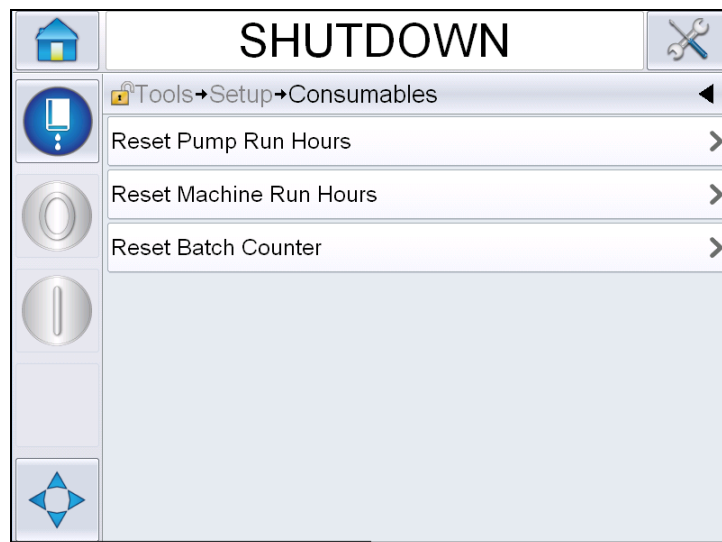 SHUTDOWN
Tools→Setup→Consumables
Reset Pump Run Hours
Reset Machine Run Hours
Reset Batch Counter